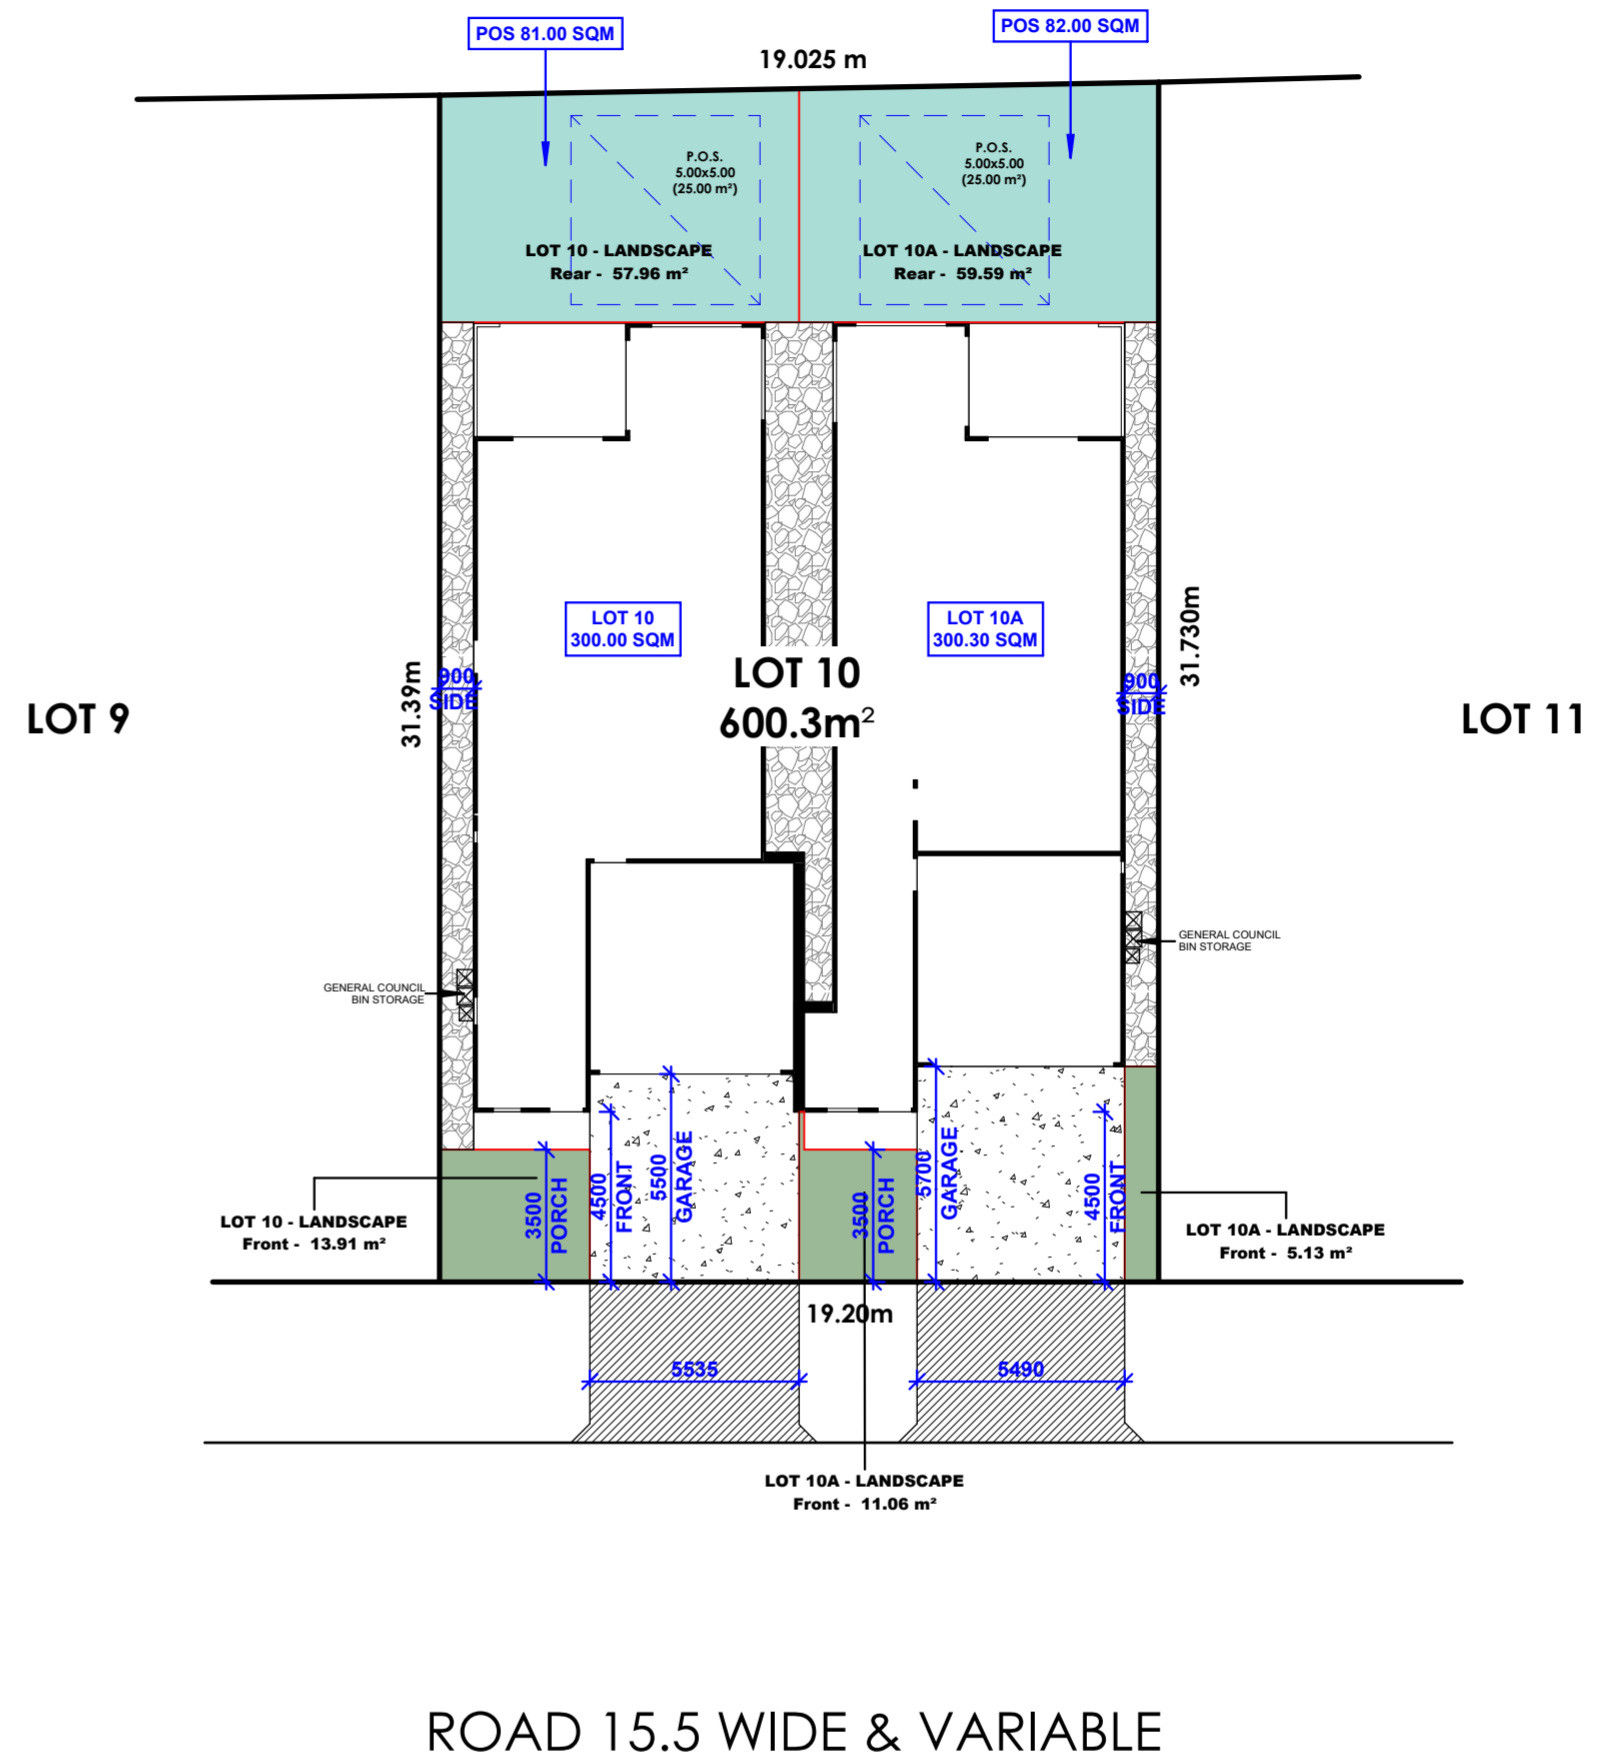 POS 81.00 SQM
POS 82.00 SQM
19.025 m
P.O.S.
5.00x5.00
(25.00 m²)
P.O.S.
5.00x5.00
(25.00 m²)
LOT 10 - LANDSCAPE
Rear - 57.96 m²
LOT 10A - LANDSCAPE
Rear - 59.59 m²
LOT 10
300.00 SQM
LOT 10A
300.30 SQM
LOT 10
600.3m²
31.39m
31.730m
900
SIDE
900
SIDE
LOT 9
LOT 11
GENERAL COUNCIL
BIN STORAGE
GENERAL COUNCIL
BIN STORAGE
3500
PORCH
4500
FRONT
5500
GARAGE
3500
PORCH
5700
GARAGE
4500
FRONT
LOT 10 - LANDSCAPE
Front - 13.91 m²
LOT 10A - LANDSCAPE
Front - 5.13 m²
19.20m
5535
5490
LOT 10A - LANDSCAPE
Front - 11.06 m²
ROAD 15.5 WIDE & VARIABLE